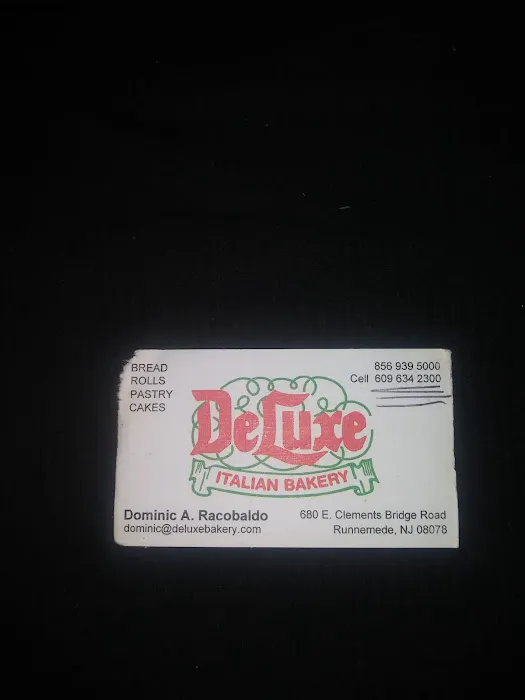 BREAD
ROLLS
PASTRY
CAKES
856 939 5000
Cell 609 634 2300
DeLuxe
ITALIAN BAKERY
Dominic A. Racobaldo
dominic@deluxebakery.com
680 E. Clements Bridge Road
Runnemede, NJ 08078